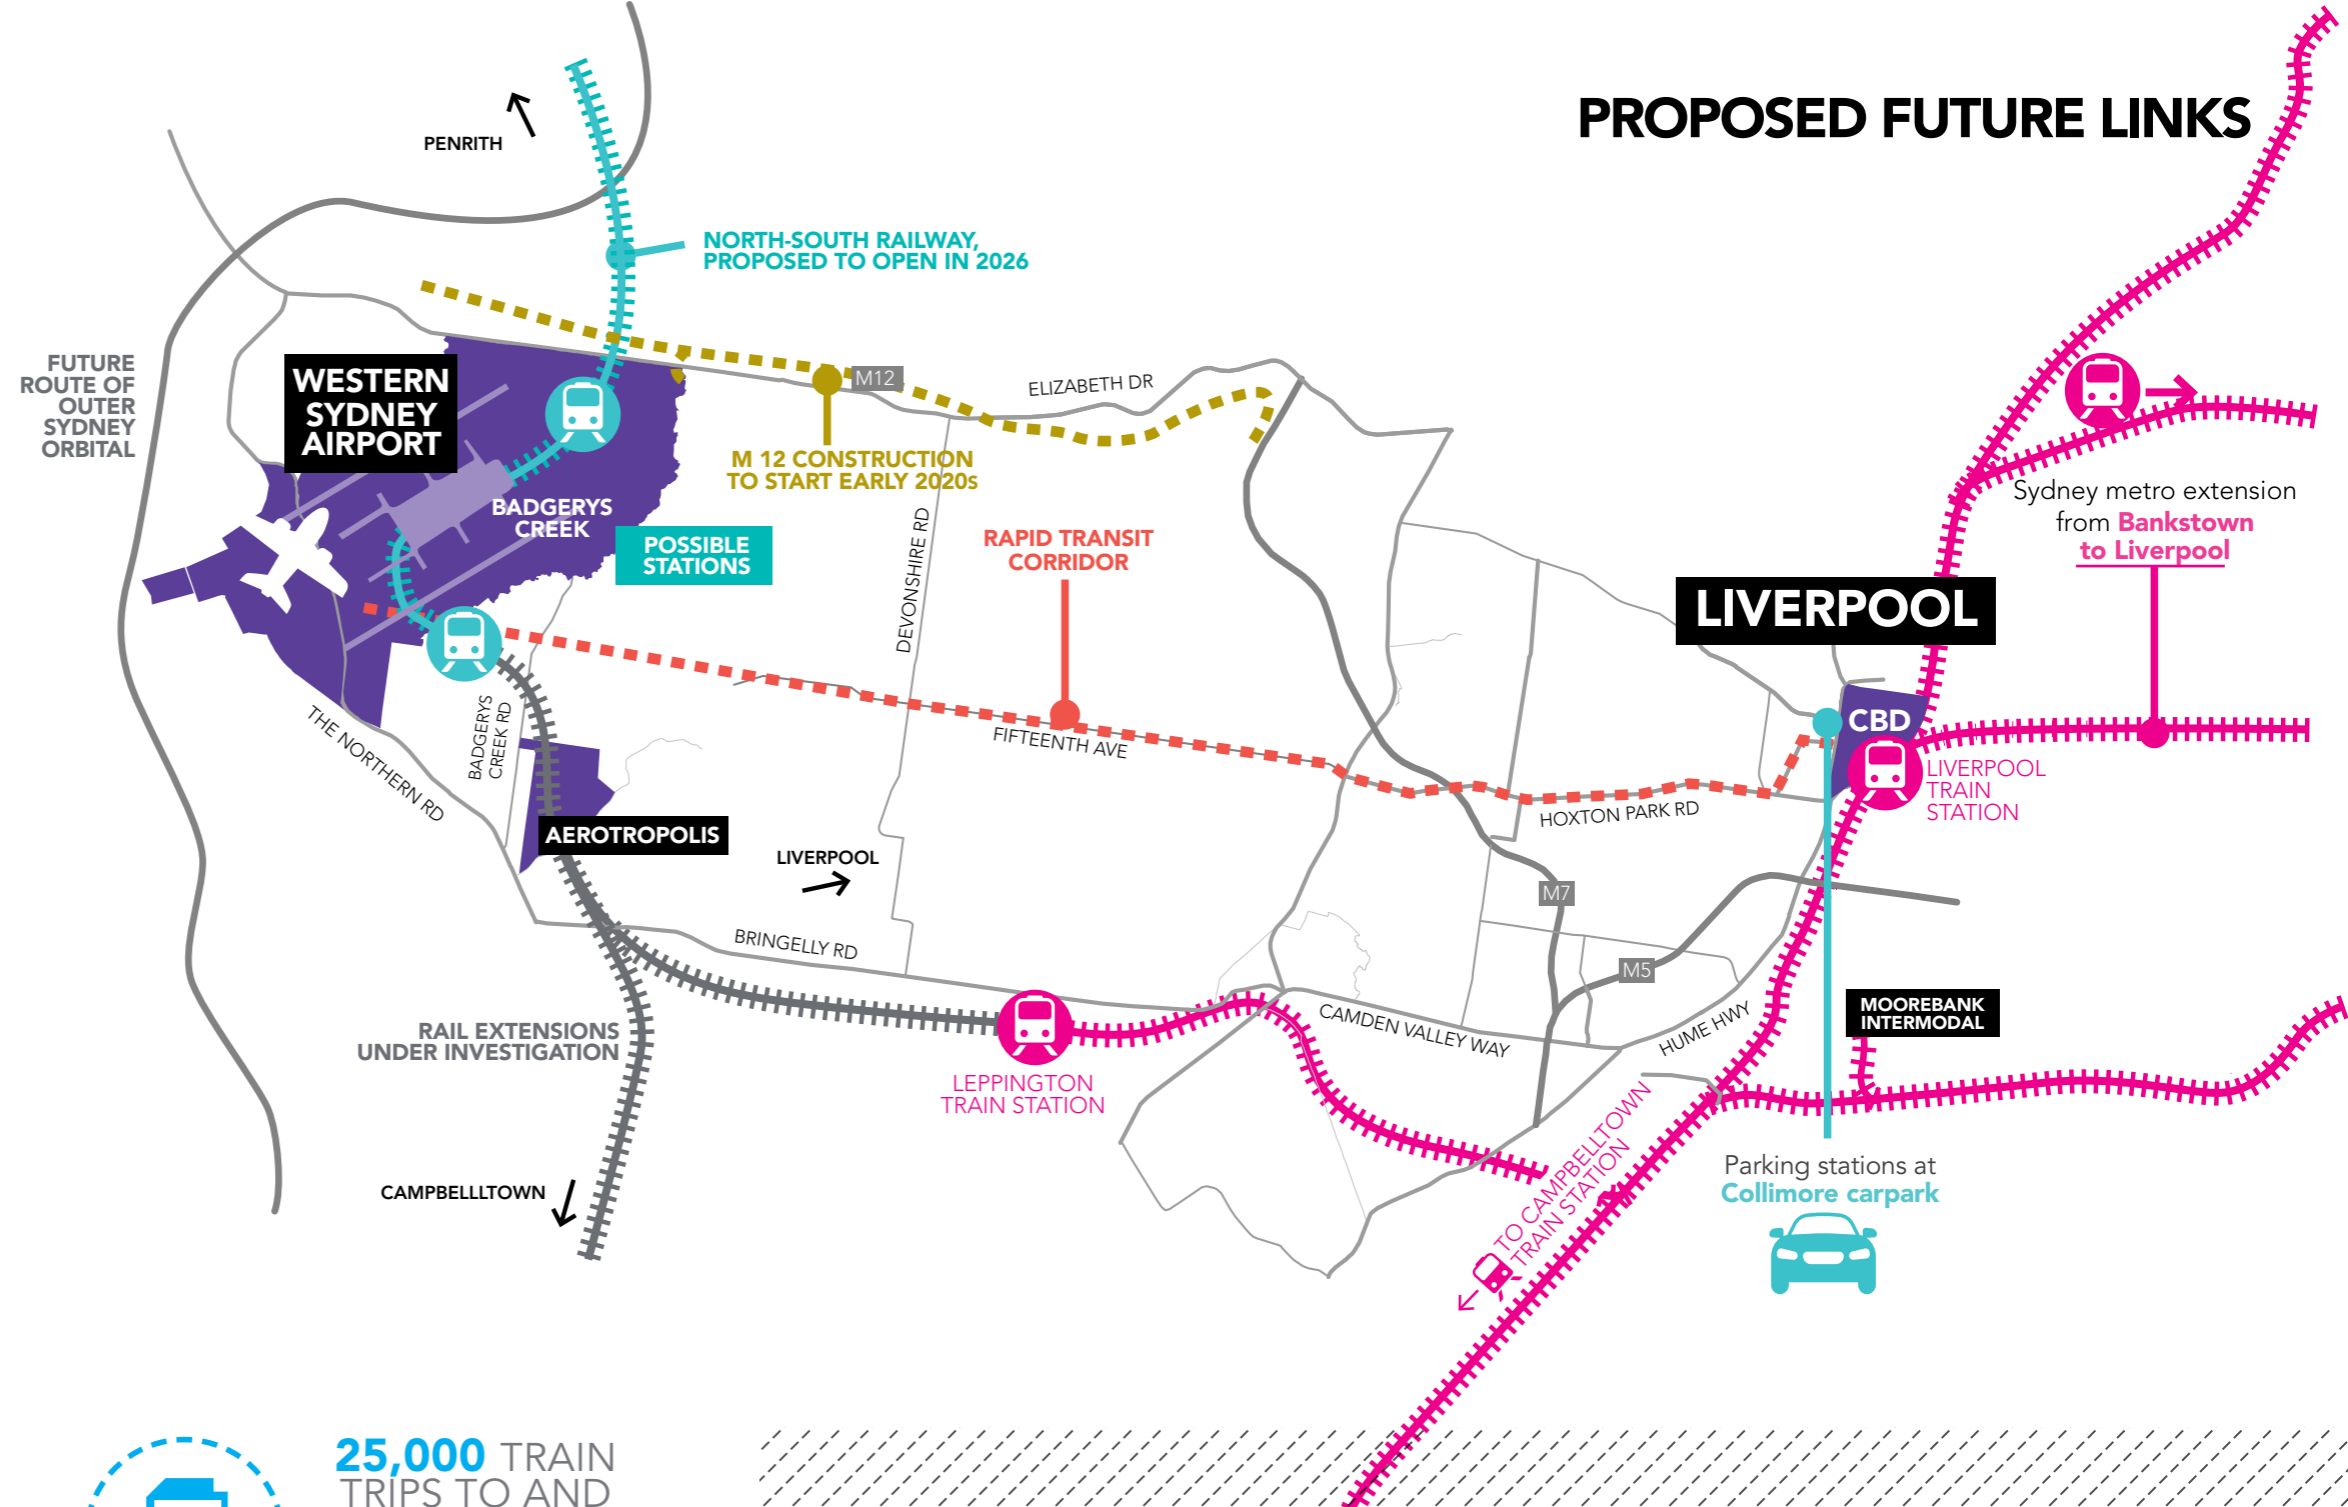 PROPOSED FUTURE LINKS
PENRITH
NORTH-SOUTH RAILWAY,
PROPOSED TO OPEN IN 2026
FUTURE
ROUTE OF
OUTER
SYDNEY
ORBITAL
WESTERN
SYDNEY
AIRPORT
M12
ELIZABETH DR
M 12 CONSTRUCTION
TO START EARLY 2020s
BADGERYS
CREEK
POSSIBLE
STATIONS
DEVONSHIRE RD
RAPID TRANSIT
CORRIDOR
Sydney metro extension
from Bankstown
to Liverpool
LIVERPOOL
CBD
LIVERPOOL
TRAIN
STATION
THE NORTHERN RD
BADGERYS
CREEK RD
FIFTEENTH AVE
HOXTON PARK RD
AEROTROPOLIS
LIVERPOOL
M7
BRINGELLY RD
M5
RAIL EXTENSIONS
UNDER INVESTIGATION
LEPPINGTON
TRAIN STATION
CAMDEN VALLEY WAY
HUME HWY
MOOREBANK
INTERMODAL
CAMPBELLLTOWN
TO CAMPBELLTOWN
TRAIN STATION
Parking stations at
Collimore carpark
25,000 TRAIN
TRIPS TO AND